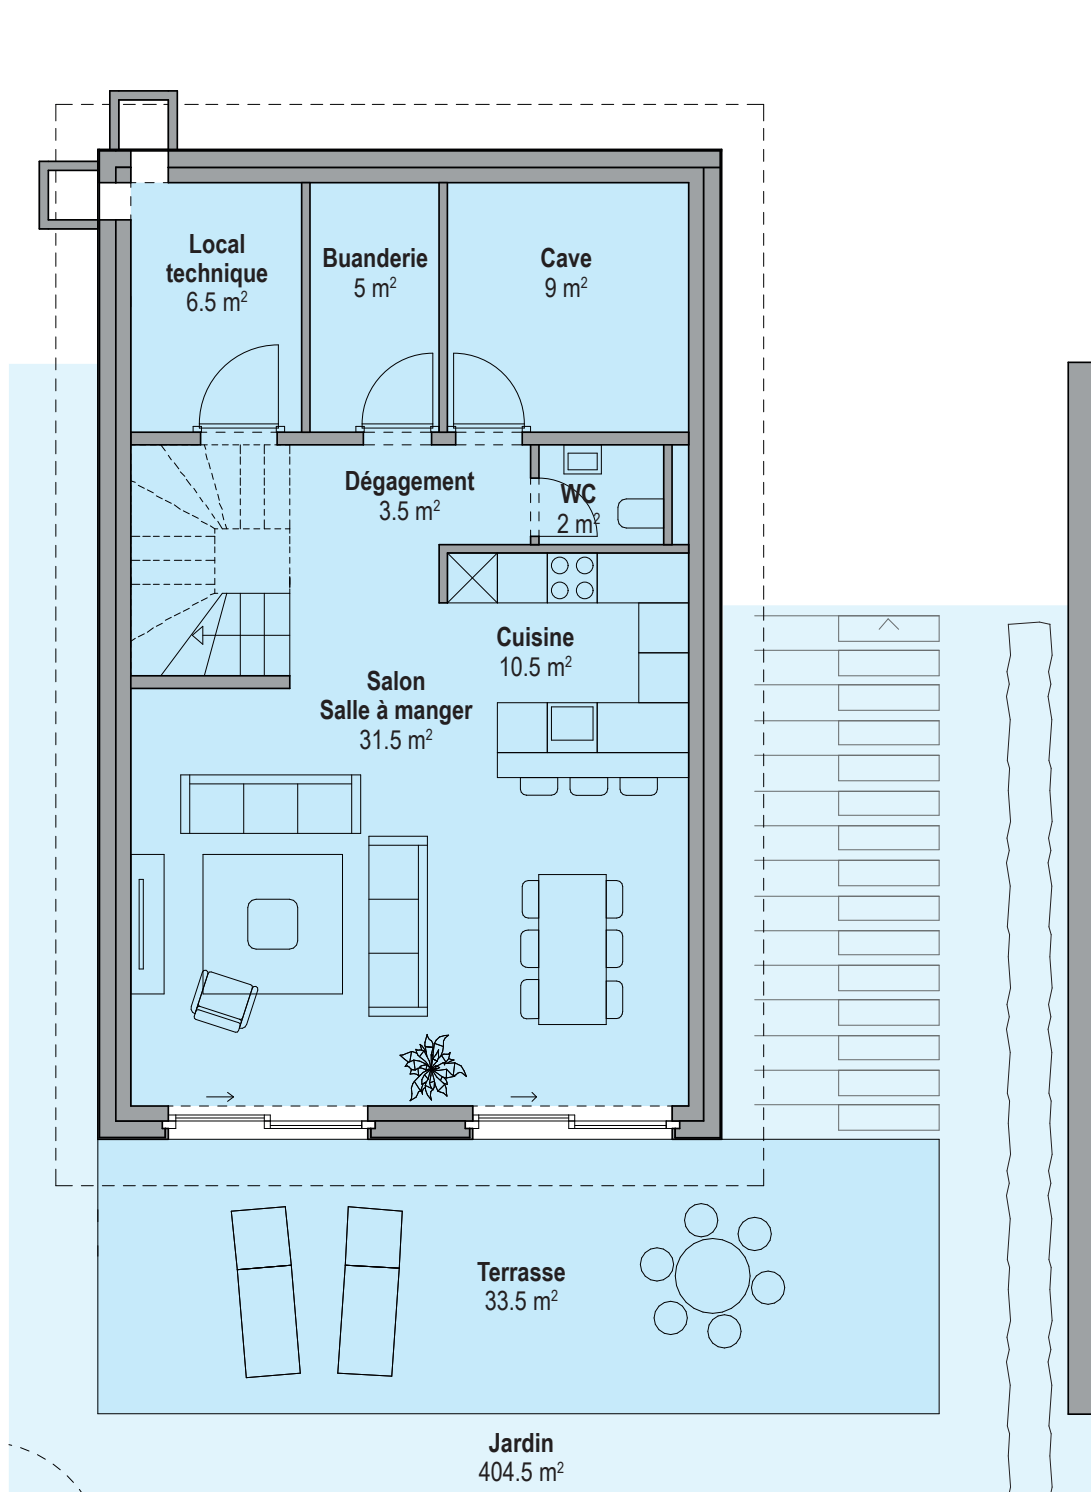 Local
technique
6.5 m²
Buanderie
5 m²
Cave
9 m²
Dégagement
3.5 m²
WC
2 m²
Cuisine
10.5 m²
Salon
Salle à manger
31.5 m²
Terrasse
33.5 m²
Jardin
404.5 m²